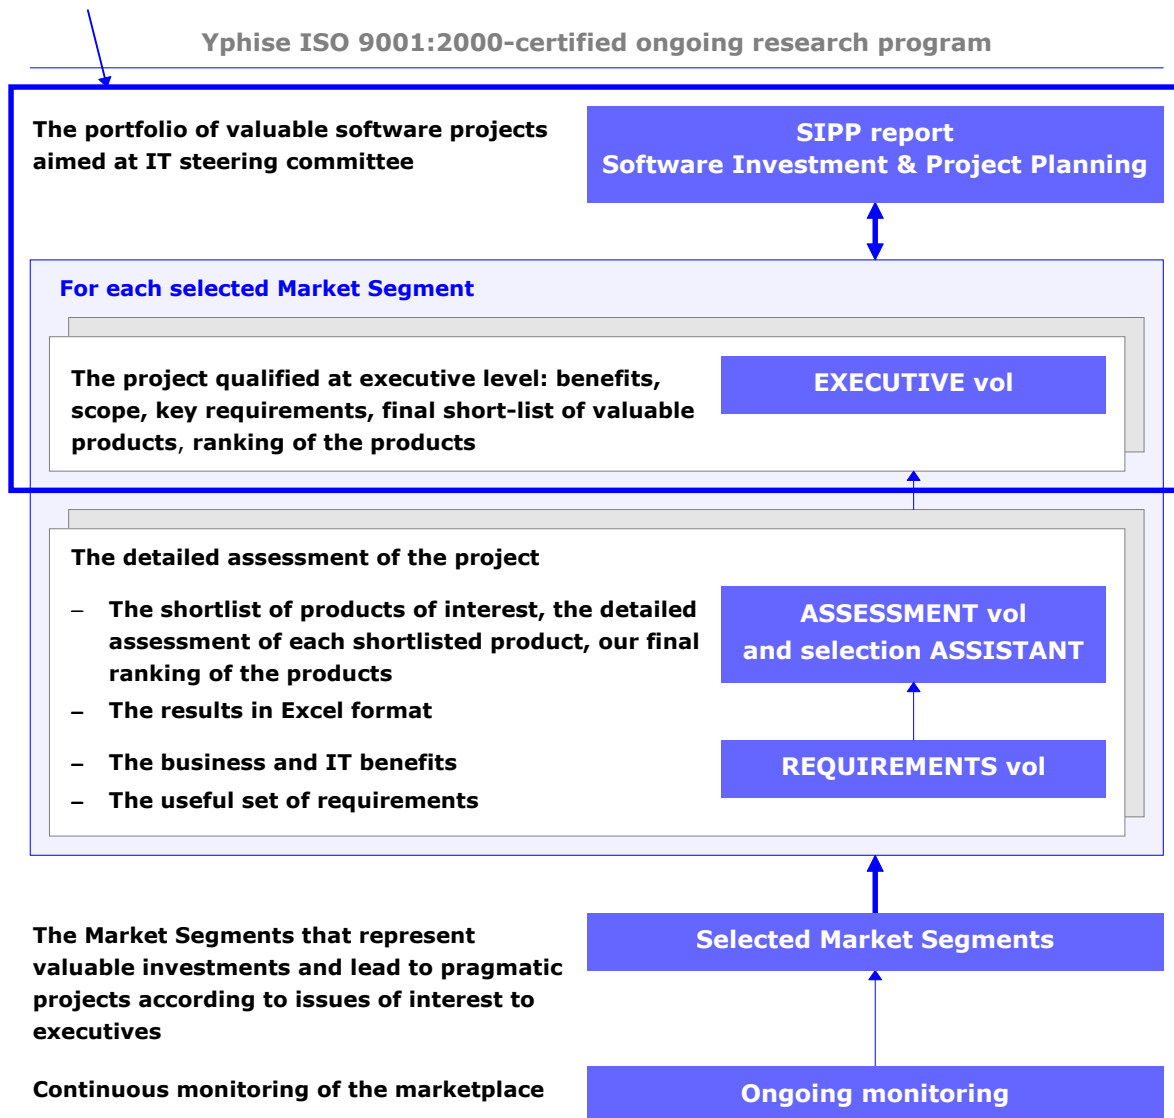 Yphise ISO 9001:2000-certified ongoing research program
The portfolio of valuable software projects
aimed at IT steering committee
SIPP report
Software Investment & Project Planning
For each selected Market Segment
The project qualified at executive level: benefits,
scope, key requirements, final short-list of valuable
products, ranking of the products
EXECUTIVE vol
The detailed assessment of the project
– The shortlist of products of interest, the detailed
assessment of each shortlisted product, our final
ranking of the products
– The results in Excel format
ASSESSMENT vol
and selection ASSISTANT
– The business and IT benefits
– The useful set of requirements
REQUIREMENTS vol
The Market Segments that represent
valuable investments and lead to pragmatic
projects according to issues of interest to
executives
Selected Market Segments
Continuous monitoring of the marketplace
Ongoing monitoring